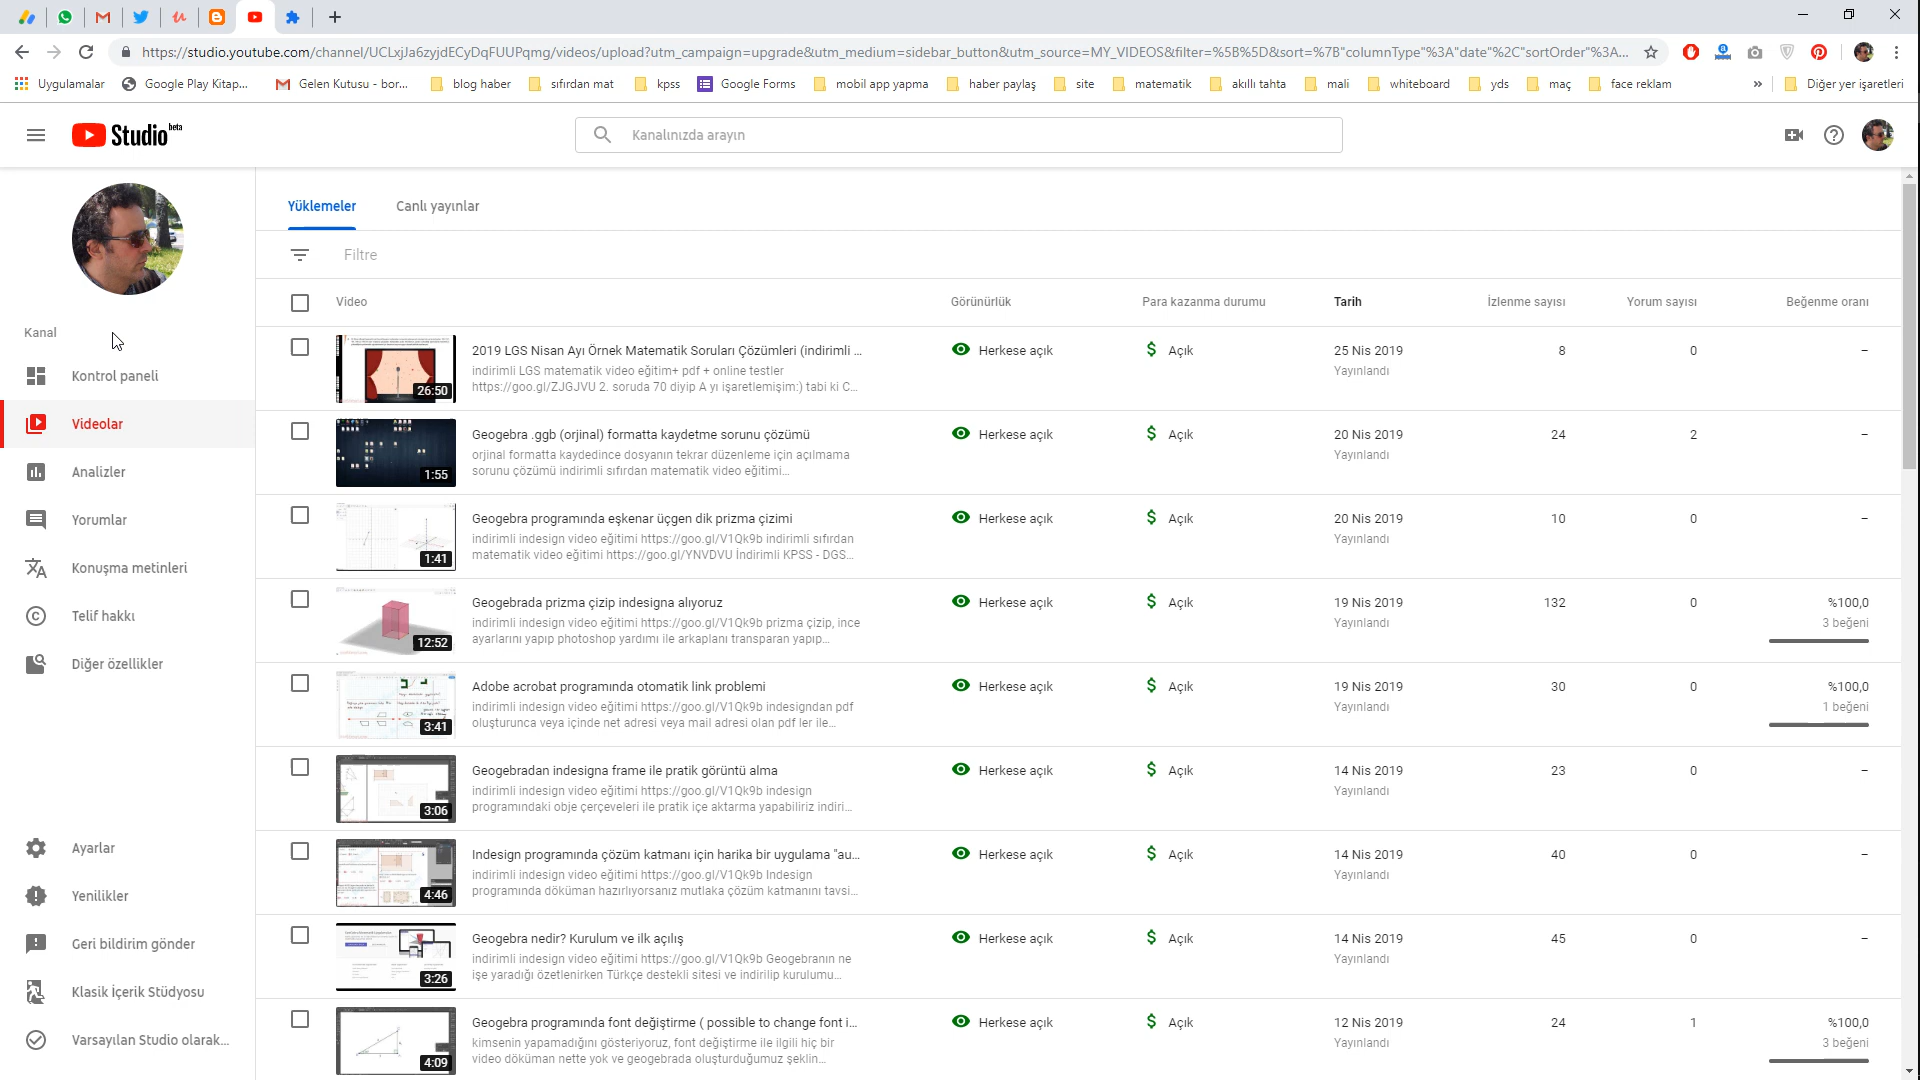 https://studio.youtube.com/channel/UCLxjJa6zyjdECyDqFUUPqmg/videos/upload?utm_campaign=upgrade&utm_medium=sidebar_button&utm_source=MY_VIDEOS&filter=%5B%5D&sort=%7B"columnType"%3A"date"%2C"sortOrder"%3A...
Uygulamalar
Google Play Kitap...
Gelen Kutusu - bor...
blog haber
sıfırdan mat
kpss
Google Forms
mobil app yapma
haber paylaş
site
matematik
akıllı tahta
mali
whiteboard
yds
maç
face reklam
»
Diğer yer işaretleri
Studio beta
Kanalınızda arayın
Kanal
Kontrol paneli
Videolar
Analizler
Yorumlar
Konuşma metinleri
Telif hakkı
Diğer özellikler
Ayarlar
Yenilikler
Geri bildirim gönder
Klasik İçerik Stüdyosu
Varsayılan Studio olarak...
Yüklemeler
Canlı yayınlar
Filtre
Video
Görünürlük
Para kazanma durumu
Tarih
İzlenme sayısı
Yorum sayısı
Beğenme oranı
26:50
2019 LGS Nisan Ayı Örnek Matematik Soruları Çözümleri (indirimli ...
indirimli LGS matematik video eğitim+ pdf + online testler
https://goo.gl/ZJGJVU 2. soruda 70 diyip A yı işaretlemişim:) tabi ki C...
Herkese açık
$ Açık
25 Nis 2019
Yayınlandı
8
0
–
1:55
Geogebra .ggb (orjinal) formatta kaydetme sorunu çözümü
orjinal formatta kaydedince dosyanın tekrar düzenleme için açılmama
sorunu çözümü indirimli sıfırdan matematik video eğitimi...
Herkese açık
$ Açık
20 Nis 2019
Yayınlandı
24
2
–
1:41
Geogebra programında eşkenar üçgen dik prizma çizimi
indirimli indesign video eğitimi https://goo.gl/V1Qk9b indirimli sıfırdan
matematik video eğitimi https://goo.gl/YNVDVU İndirimli KPSS - DGS...
Herkese açık
$ Açık
20 Nis 2019
Yayınlandı
10
0
–
12:52
Geogebrada prizma çizip indesigna alıyoruz
indirimli indesign video eğitimi https://goo.gl/V1Qk9b prizma çizip, ince
ayarlarını yapıp photoshop yardımı ile arkaplanı transparan yapıp...
Herkese açık
$ Açık
19 Nis 2019
Yayınlandı
132
0
%100,0
3 beğeni
3:41
Adobe acrobat programında otomatik link problemi
indirimli indesign video eğitimi https://goo.gl/V1Qk9b indesigndan pdf
oluşturunca veya içinde net adresi veya mail adresi olan pdf ler ile...
Herkese açık
$ Açık
19 Nis 2019
Yayınlandı
30
0
%100,0
1 beğeni
3:06
Geogebradan indesigna frame ile pratik görüntü alma
indirimli indesign video eğitimi https://goo.gl/V1Qk9b indesign
programındaki obje çerçeveleri ile pratik içe aktarma yapabiliriz indiri...
Herkese açık
$ Açık
14 Nis 2019
Yayınlandı
23
0
–
4:46
Indesign programında çözüm katmanı için harika bir uygulama "au...
indirimli indesign video eğitimi https://goo.gl/V1Qk9b Indesign
programında döküman hazırlıyorsanız mutlaka çözüm katmanını tavsi...
Herkese açık
$ Açık
14 Nis 2019
Yayınlandı
40
0
–
3:26
Geogebra nedir? Kurulum ve ilk açılış
indirimli indesign video eğitimi https://goo.gl/V1Qk9b Geogebranın ne
işe yaradığı özetlenirken Türkçe destekli sitesi ve indirilip kurulumu...
Herkese açık
$ Açık
14 Nis 2019
Yayınlandı
45
0
–
4:09
Geogebra programında font değiştirme ( possible to change font i...
kimsenin yapamadığını gösteriyoruz, font değiştirme ile ilgili hiç bir
video döküman nette yok ve geogebrada oluşturduğumuz şeklin...
Herkese açık
$ Açık
12 Nis 2019
Yayınlandı
24
1
%100,0
3 beğeni